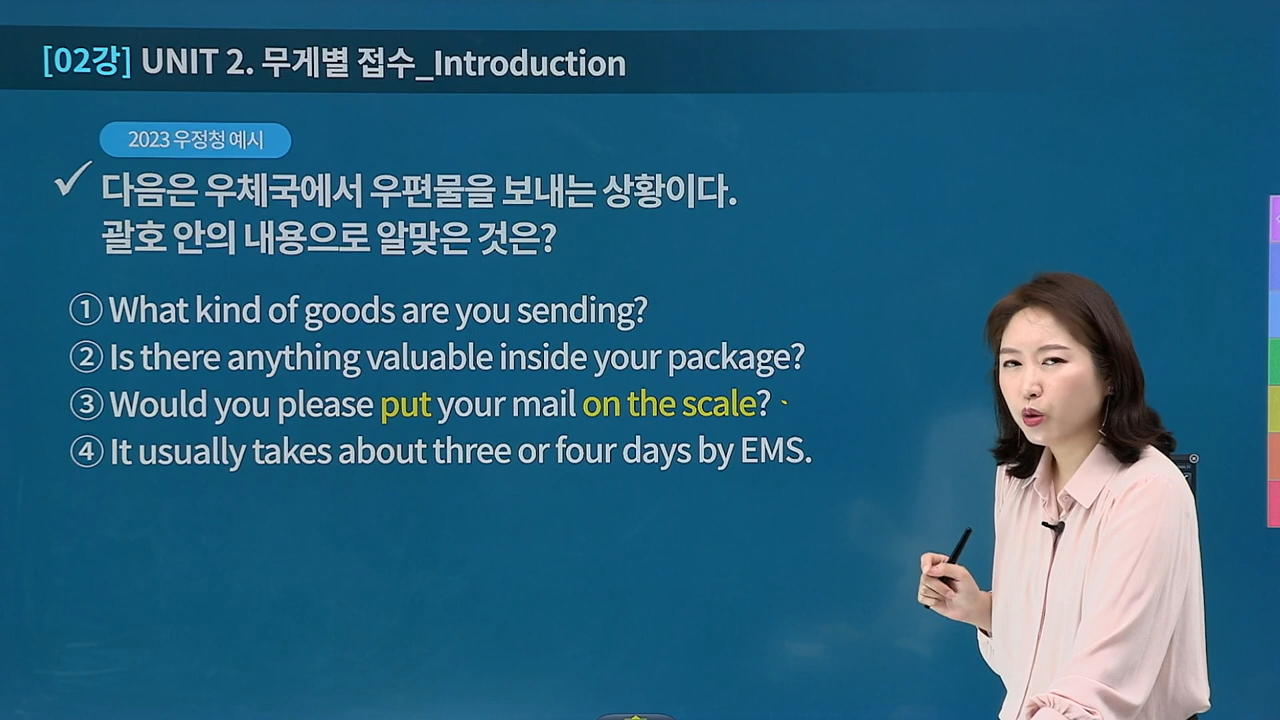 [02강] UNIT 2. 무게별 접수_Introduction
2023 우정청 예시
다음은 우체국에서 우편물을 보내는 상황이다.
괄호 안의 내용으로 알맞은 것은?
① What kind of goods are you sending?
② Is there anything valuable inside your package?
③ Would you please put your mail on the scale?
④ It usually takes about three or four days by EMS.